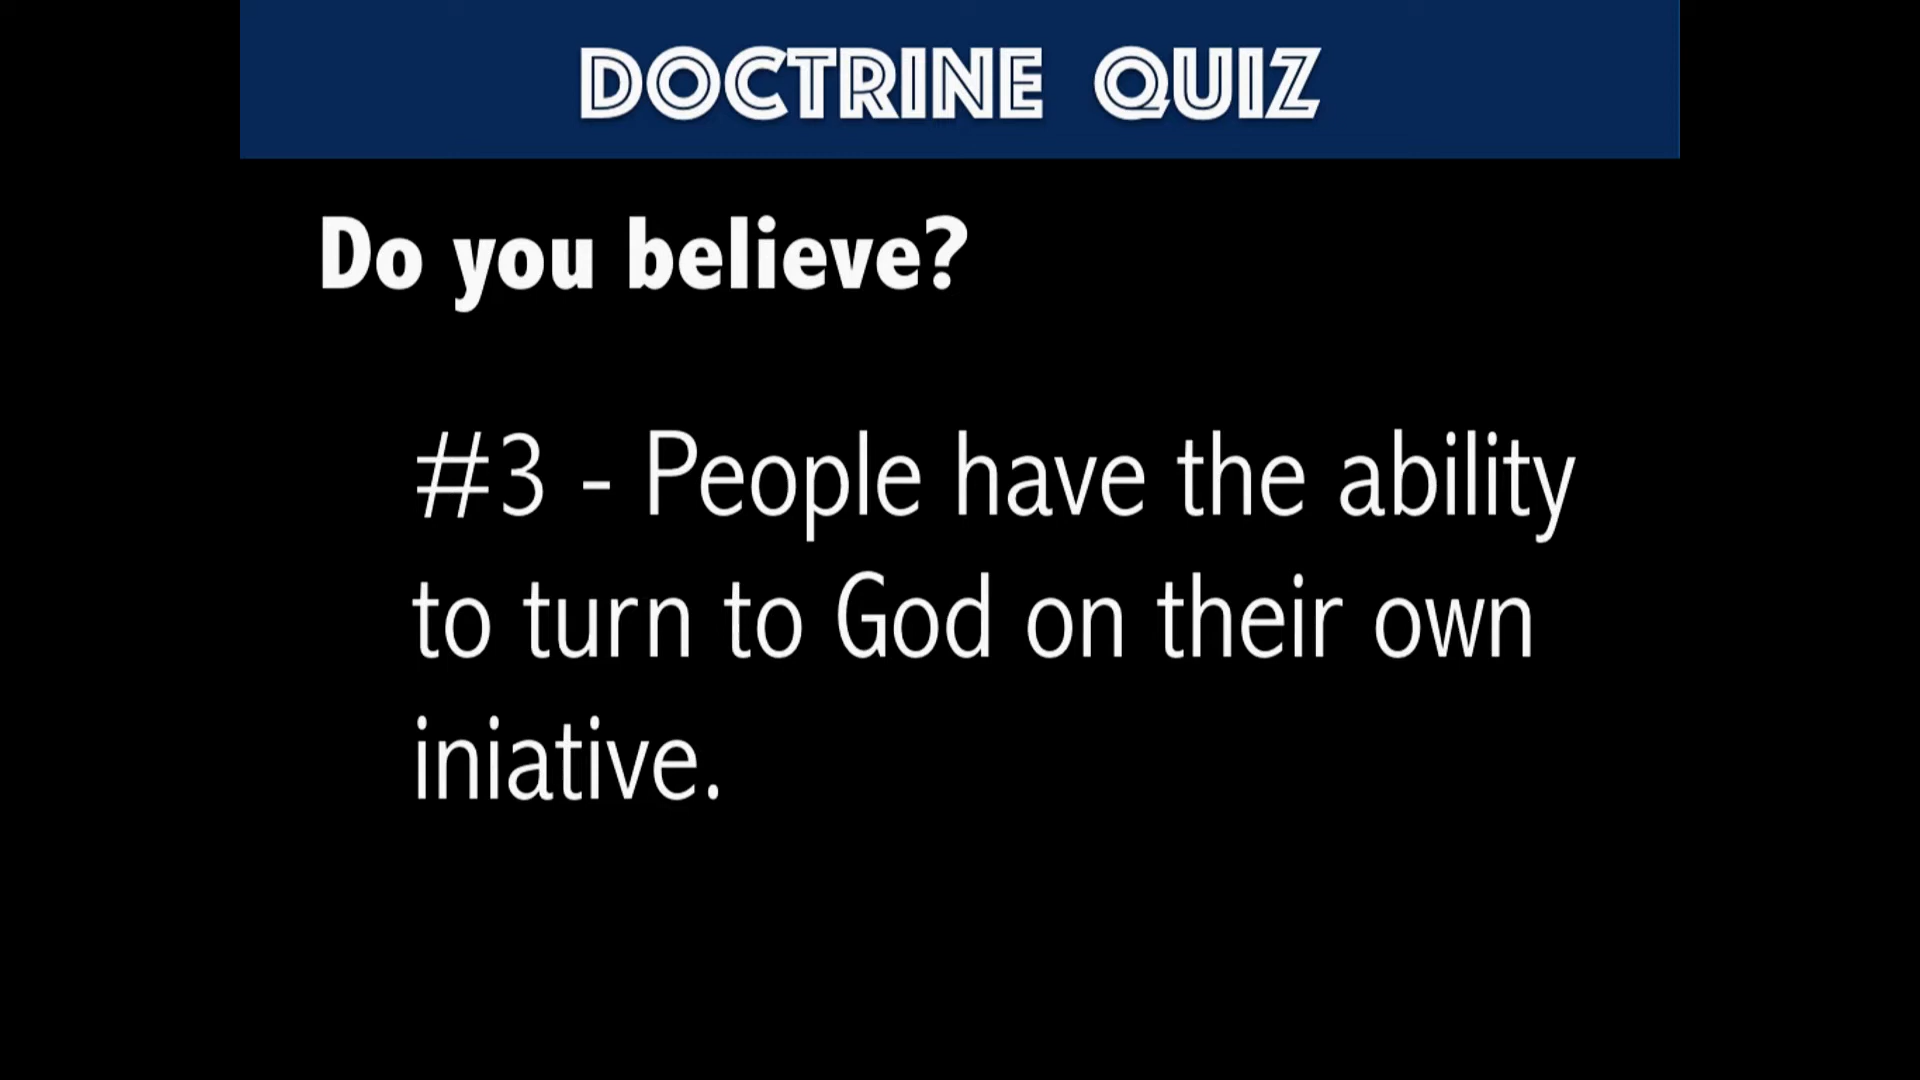 DOCTRINE QUIZ
Do you believe?
#3 - People have the ability
to turn to God on their own
iniative.